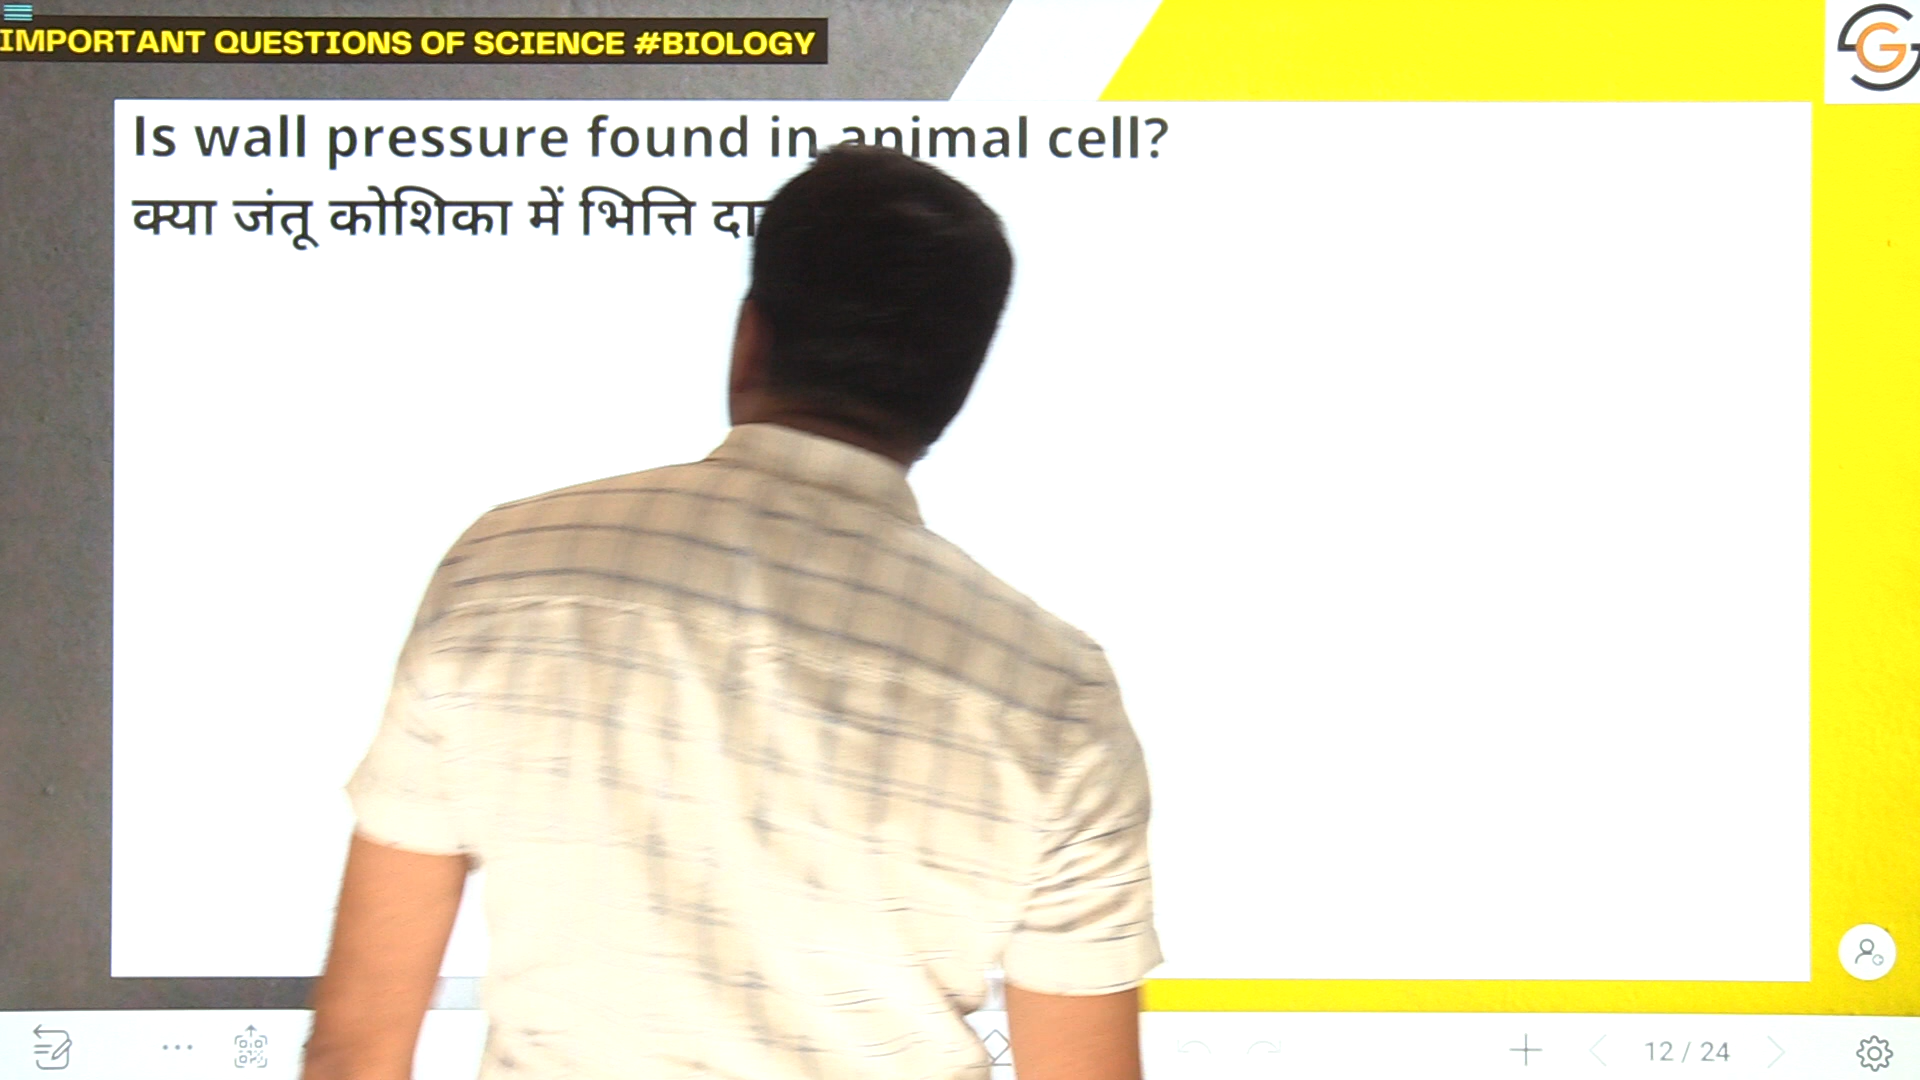 IMPORTANT QUESTIONS OF SCIENCE #BIOLOGY
G
Is wall pressure found in animal cell?
क्या जंतू कोशिका में भित्ति
12 / 24